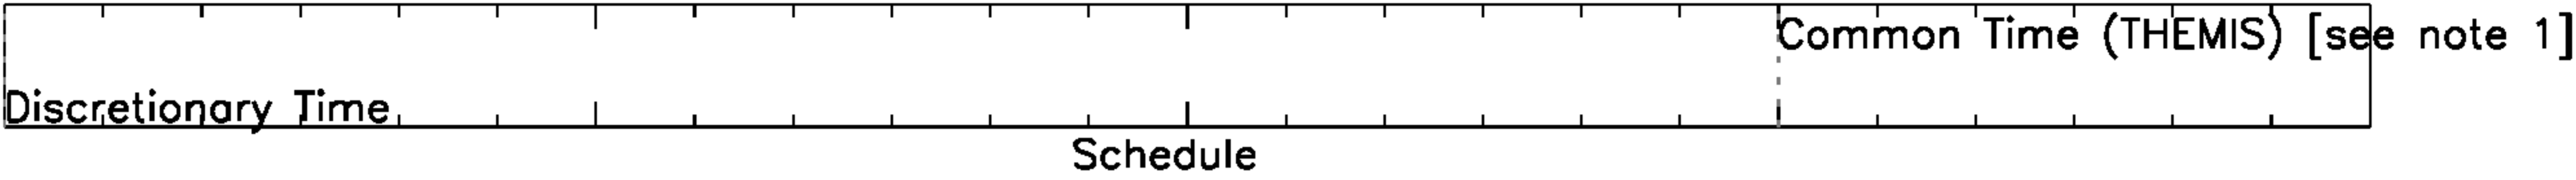 Common Time (THEMIS) [see note 1]
Discretionary Time
Schedule